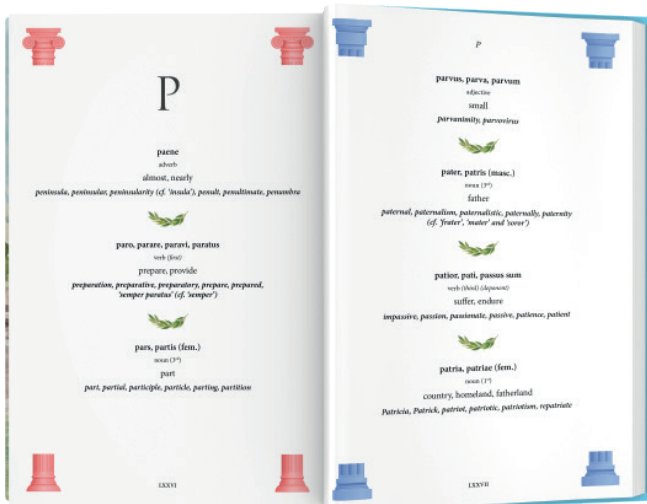 P
paene
adverb
almost, nearly
peninsula, peninsular, peninsularity (cf. 'insula'), penult, penultimate, penumbra
paro, parare, paravi, paratus
verb (first)
prepare, provide
preparation, preparative, preparatory, prepare, prepared,
'semper paratus' (cf. 'semper')
pars, partis (fem.)
noun (3rd)
part
part, partial, participle, particle, parting, partition
LXXVI
P
parvus, parva, parvum
adjective
small
parvanimity, parvovirus
pater, patris (masc.)
noun (3rd)
father
paternal, paternalism, paternalistic, paternally, paternity
(cf. 'frater', 'mater' and 'soror')
patior, pati, passus sum
verb (third) (deponent)
suffer, endure
impassive, passion, passionate, passive, patience, patient
patria, patriae (fem.)
noun (1st)
country, homeland, fatherland
Patricia, Patrick, patriot, patriotic, patriotism, repatriate
LXXVII